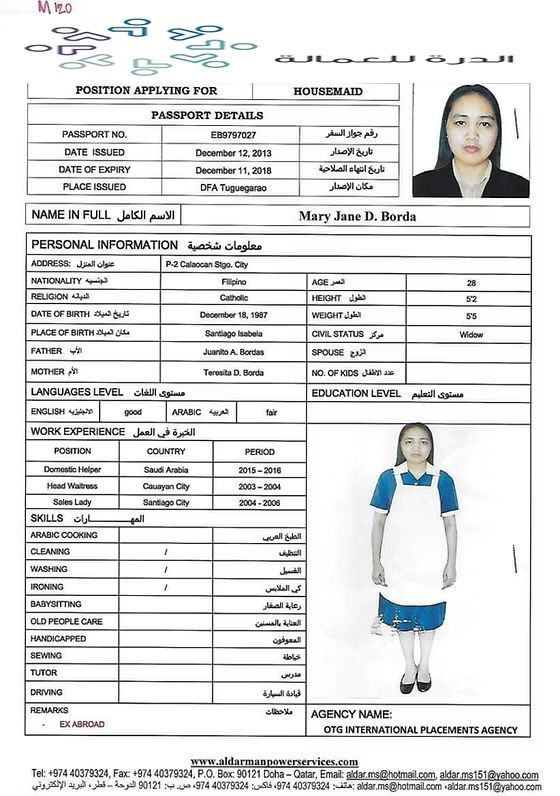 M 120
الدرة للعمالة
POSITION APPLYING FOR HOUSEMAID
PASSPORT DETAILS
PASSPORT NO. EB9797027 رقم جواز السفر
DATE ISSUED December 12, 2013 تاريخ الإصدار
DATE OF EXPIRY December 11, 2018 تاريخ انتهاء الصلاحية
PLACE ISSUED DFA Tuguegarao مكان الإصدار
NAME IN FULL الاسم الكامل Mary Jane D. Borda
PERSONAL INFORMATION معلومات شخصية
ADDRESS: عنوان المنزل P-2 Calaocan Stgo. City
NATIONALITY الجنسيه Filipino AGE العمر 28
RELIGION الديانه Catholic HEIGHT الطول 5'2
DATE OF BIRTH تاريخ الميلاد December 18, 1987 WEIGHT الطول 5'5
PLACE OF BIRTH مكان الميلاد Santiago Isabela CIVIL STATUS مركز Widow
FATHER الأب Juanito A. Bordas SPOUSE الزوج
MOTHER الأم Teresita D. Borda NO. OF KIDS عدد الاطفال
LANGUAGES LEVEL مستوى اللغات EDUCATION LEVEL مستوى التعليم
ENGLISH الانجليزيه good ARABIC العربيه fair
WORK EXPERIENCE الخبرة في العمل
POSITION COUNTRY PERIOD
Domestic Helper Saudi Arabia 2015 – 2016
Head Waitress Cauayan City 2003 – 2004
Sales Lady Santiago City 2004 - 2006
SKILLS المهـــــــارات
ARABIC COOKING الطبخ العربي
CLEANING / التنظيف
WASHING / الغسيل
IRONING / كي الملابس
BABYSITTING رعاية الصغار
OLD PEOPLE CARE العناية بالمسنين
HANDICAPPED المعوقون
SEWING خياطة
TUTOR مدرس
DRIVING قيادة السيارة
REMARKS ملاحظات
- EX ABROAD
AGENCY NAME:
OTG INTERNATIONAL PLACEMENTS AGENCY
www.aldarmanpowerservices.com
Tel: +974 40379324, Fax: +974 40379324, P.O. Box: 90121 Doha – Qatar, Email: aldar.ms@hotmail.com, aldar.ms151@yahoo.com
هاتف: 40379324 974+، فاكس: 40379324 974+، ص.ب: 90121 الدوحة – قطر، البريد الإلكتروني: aldar.ms@hotmail.com ،aldar.ms151@yahoo.com